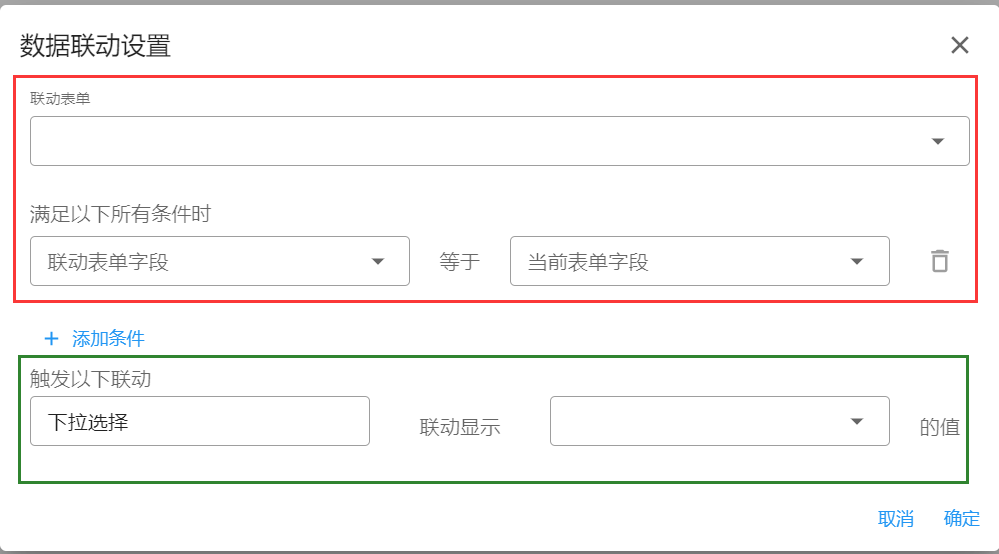 数据联动设置
联动表单
满足以下所有条件时
联动表单字段 等于 当前表单字段
添加条件
触发以下联动
下拉选择 联动显示 的值
取消 确定